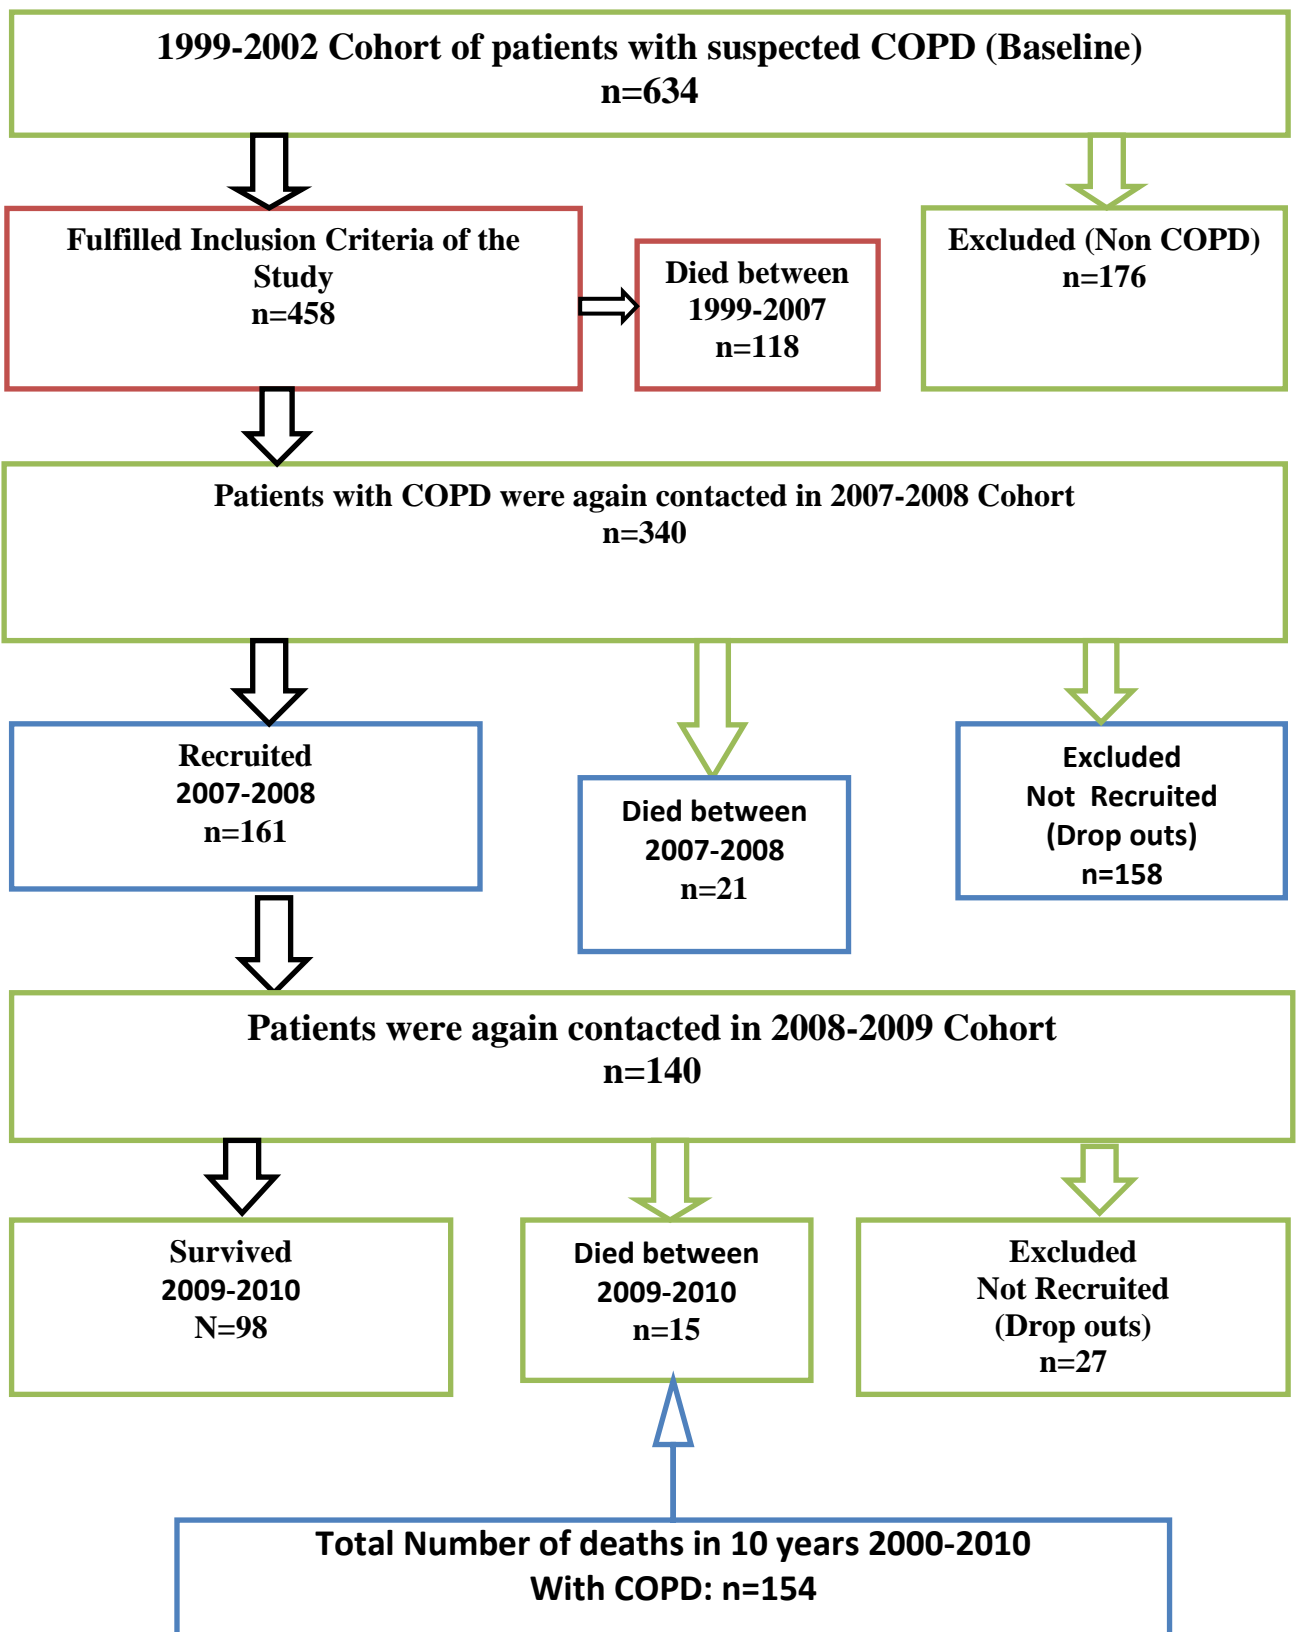 1999-2002 Cohort of patients with suspected COPD (Baseline)
n=634
Fulfilled Inclusion Criteria of the
Study
n=458
Died between
1999-2007
n=118
Excluded (Non COPD)
n=176
Patients with COPD were again contacted in 2007-2008 Cohort
n=340
Recruited
2007-2008
n=161
Died between
2007-2008
n=21
Excluded
Not Recruited
(Drop outs)
n=158
Patients were again contacted in 2008-2009 Cohort
n=140
Survived
2009-2010
N=98
Died between
2009-2010
n=15
Excluded
Not Recruited
(Drop outs)
n=27
Total Number of deaths in 10 years 2000-2010
With COPD: n=154